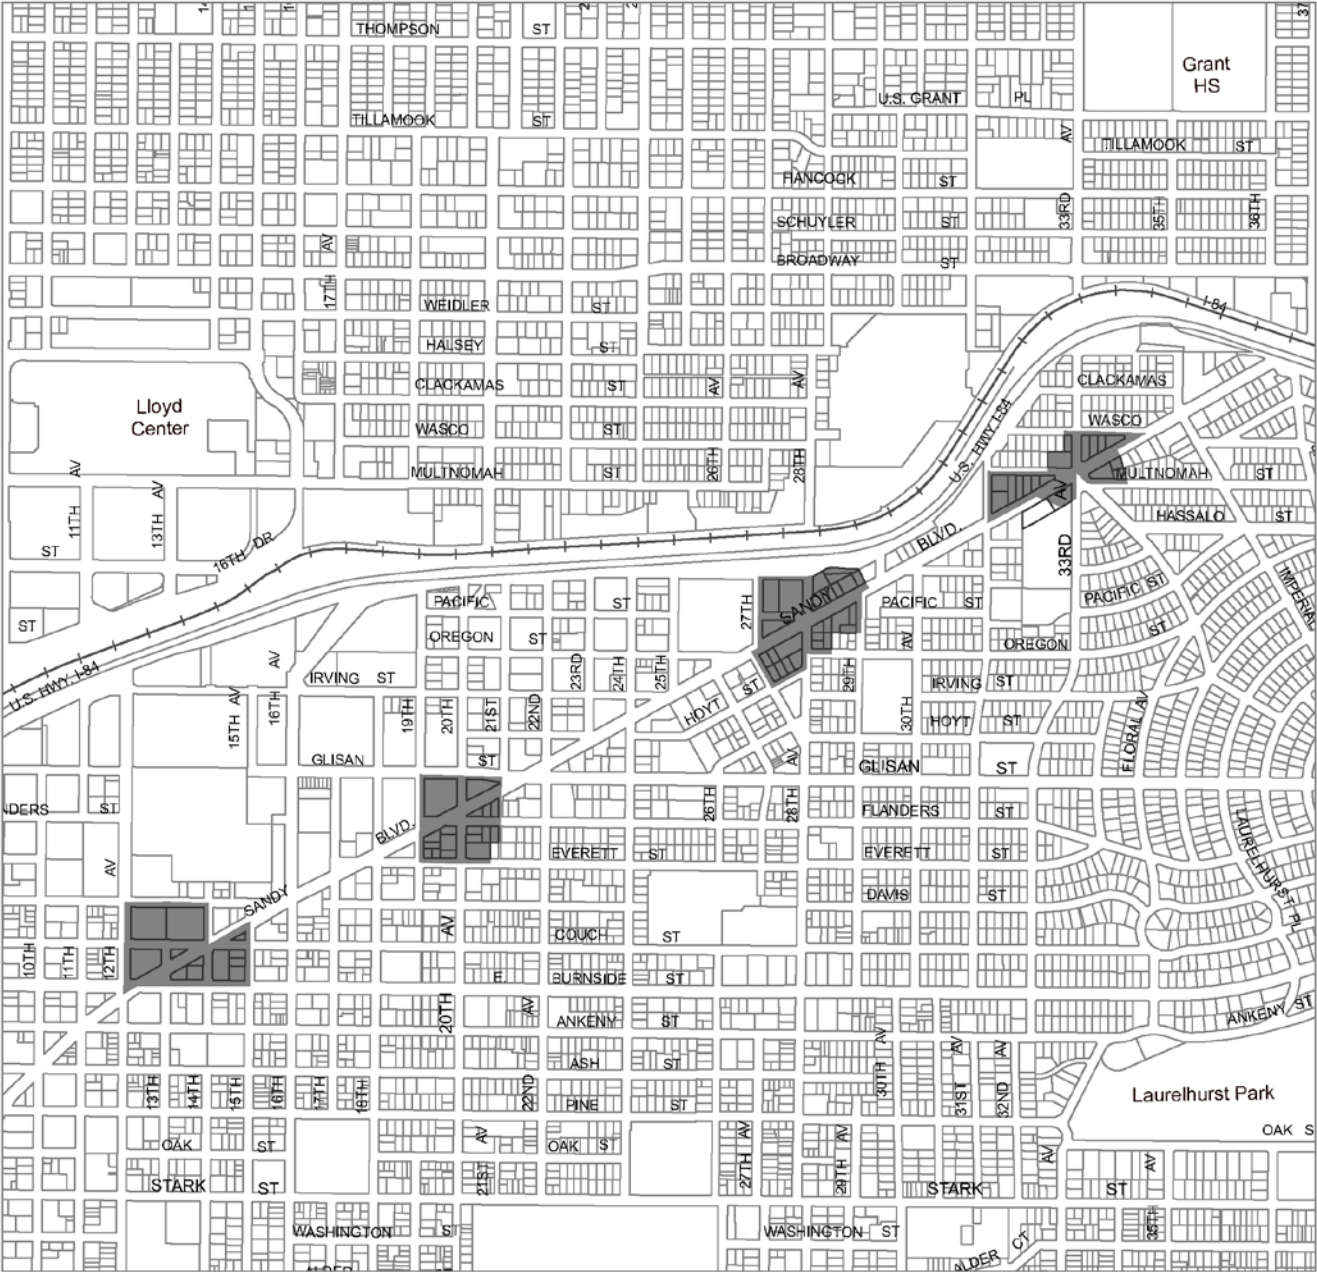 THOMPSON ST
Grant
HS
U.S. GRANT PL
TILLAMOOK ST
AV
TILLAMOOK ST
HANCOCK ST
33RD
35TH
36TH
SCHUYLER ST
AV
BROADWAY ST
17TH
WEIDLER ST
I-84
HALSEY ST
CLACKAMAS ST
AV
AV
CLACKAMAS
Lloyd
Center
WASCO ST
WASCO
U.S. HWY. I-84
AV
MULTNOMAH ST
26TH
28TH
MULTNOMAH ST
AV
AV
11TH
13TH
HASSALO ST
ST
16TH DR
BLVD.
33RD
PACIFIC ST
IMPERIAL
PACIFIC ST
27TH
SANDY
PACIFIC ST
ST
OREGON ST
AV
OREGON
ST
AV
IRVING ST
23RD
24TH
25TH
29TH
IRVING ST
U.S. HWY. I-84
15TH AV
16TH
19TH
20TH
21ST
22ND
HOYT ST
30TH
HOYT ST
FLORAL AV
GLISAN ST
AV
GLISAN ST
NDERS ST
26TH
28TH
FLANDERS ST
BLVD.
EVERETT ST
EVERETT ST
LAURELHURST PL
AV
SANDY
DAVIS ST
AV
COUCH ST
10TH
11TH
12TH
E. BURNSIDE ST
20TH
AV
ANKENY ST
ANKENY ST
AV
AV
AV
ASH ST
13TH
14TH
15TH
16TH
17TH
18TH
22ND
PINE ST
30TH
31ST
32ND
Laurelhurst Park
OAK ST
AV
OAK ST
AV
AV
OAK S
AV
AV
STARK ST
21ST
27TH
29TH
STARK ST
WASHINGTON ST
WASHINGTON ST
35TH
ALDER CT